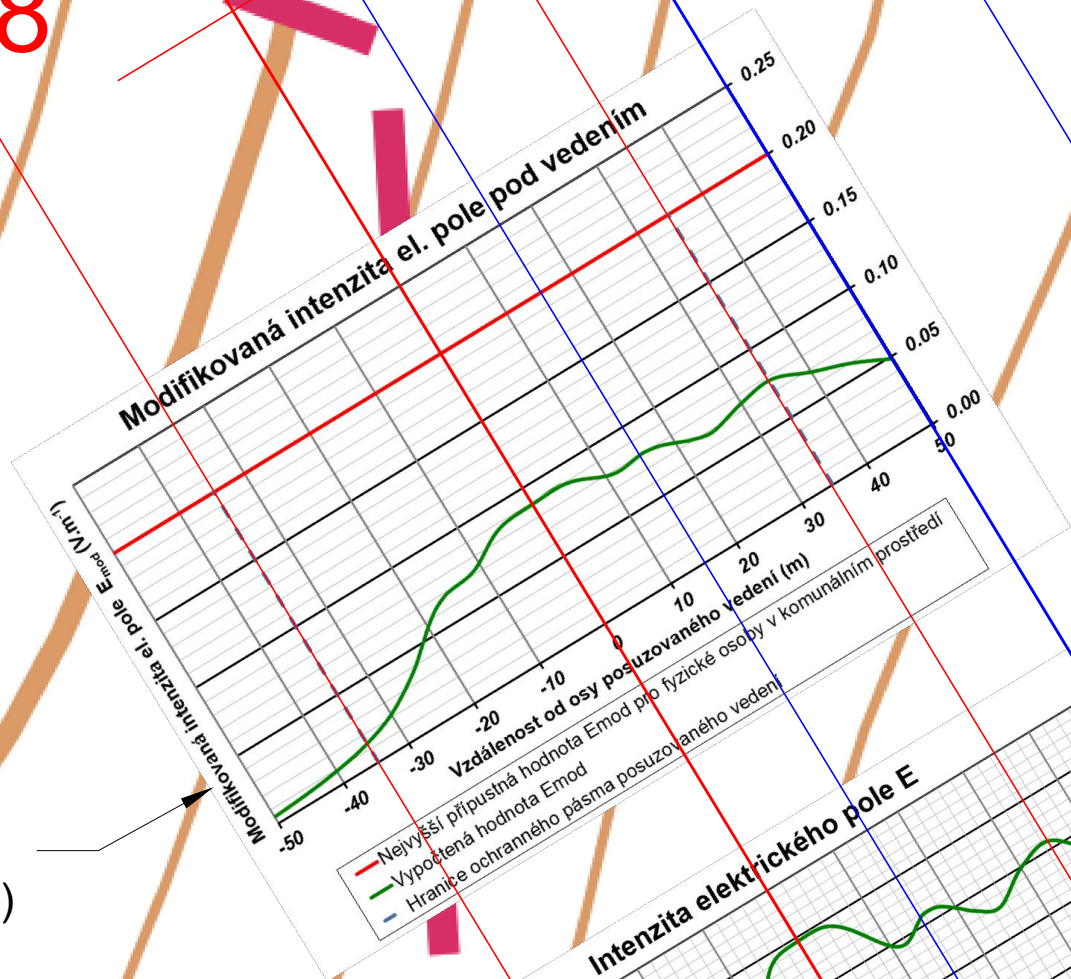 8
Modifikovaná intenzita el. pole pod vedením
0.25
0.20
0.15
0.10
0.05
0.00
Modifikovaná intenzita el. pole Emod (V.m-1)
-50
-40
-30
-20
-10
0
10
20
30
40
50
Vzdálenost od osy posuzovaného vedení (m)
Nejvyšší přípustná hodnota Emod pro fyzické osoby v komunálním prostředí
Vypočtená hodnota Emod
Hranice ochranného pásma posuzovaného vedení
)
Intenzita elektrického pole E